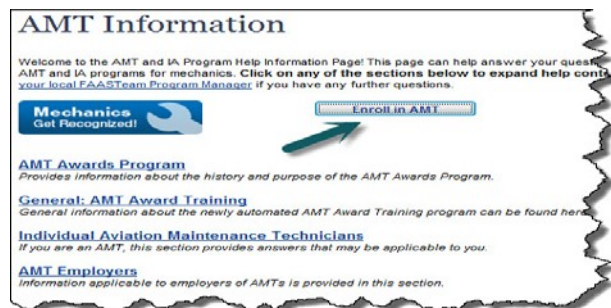 AMT Information
Welcome to the AMT and IA Program Help Information Page! This page can help answer your
AMT and IA programs for mechanics. Click on any of the sections below to expand help
your local FAASTeam Program Manager if you have any further questions.
Mechanics
Get Recognized!
Enroll in AMT
AMT Awards Program
Provides information about the history and purpose of the AMT Awards Program.
General: AMT Award Training
General information about the newly automated AMT Award Training program can be found here
Individual Aviation Maintenance Technicians
If you are an AMT, this section provides answers that may be applicable to you.
AMT Employers
Information applicable to employers of AMTs is provided in this section.